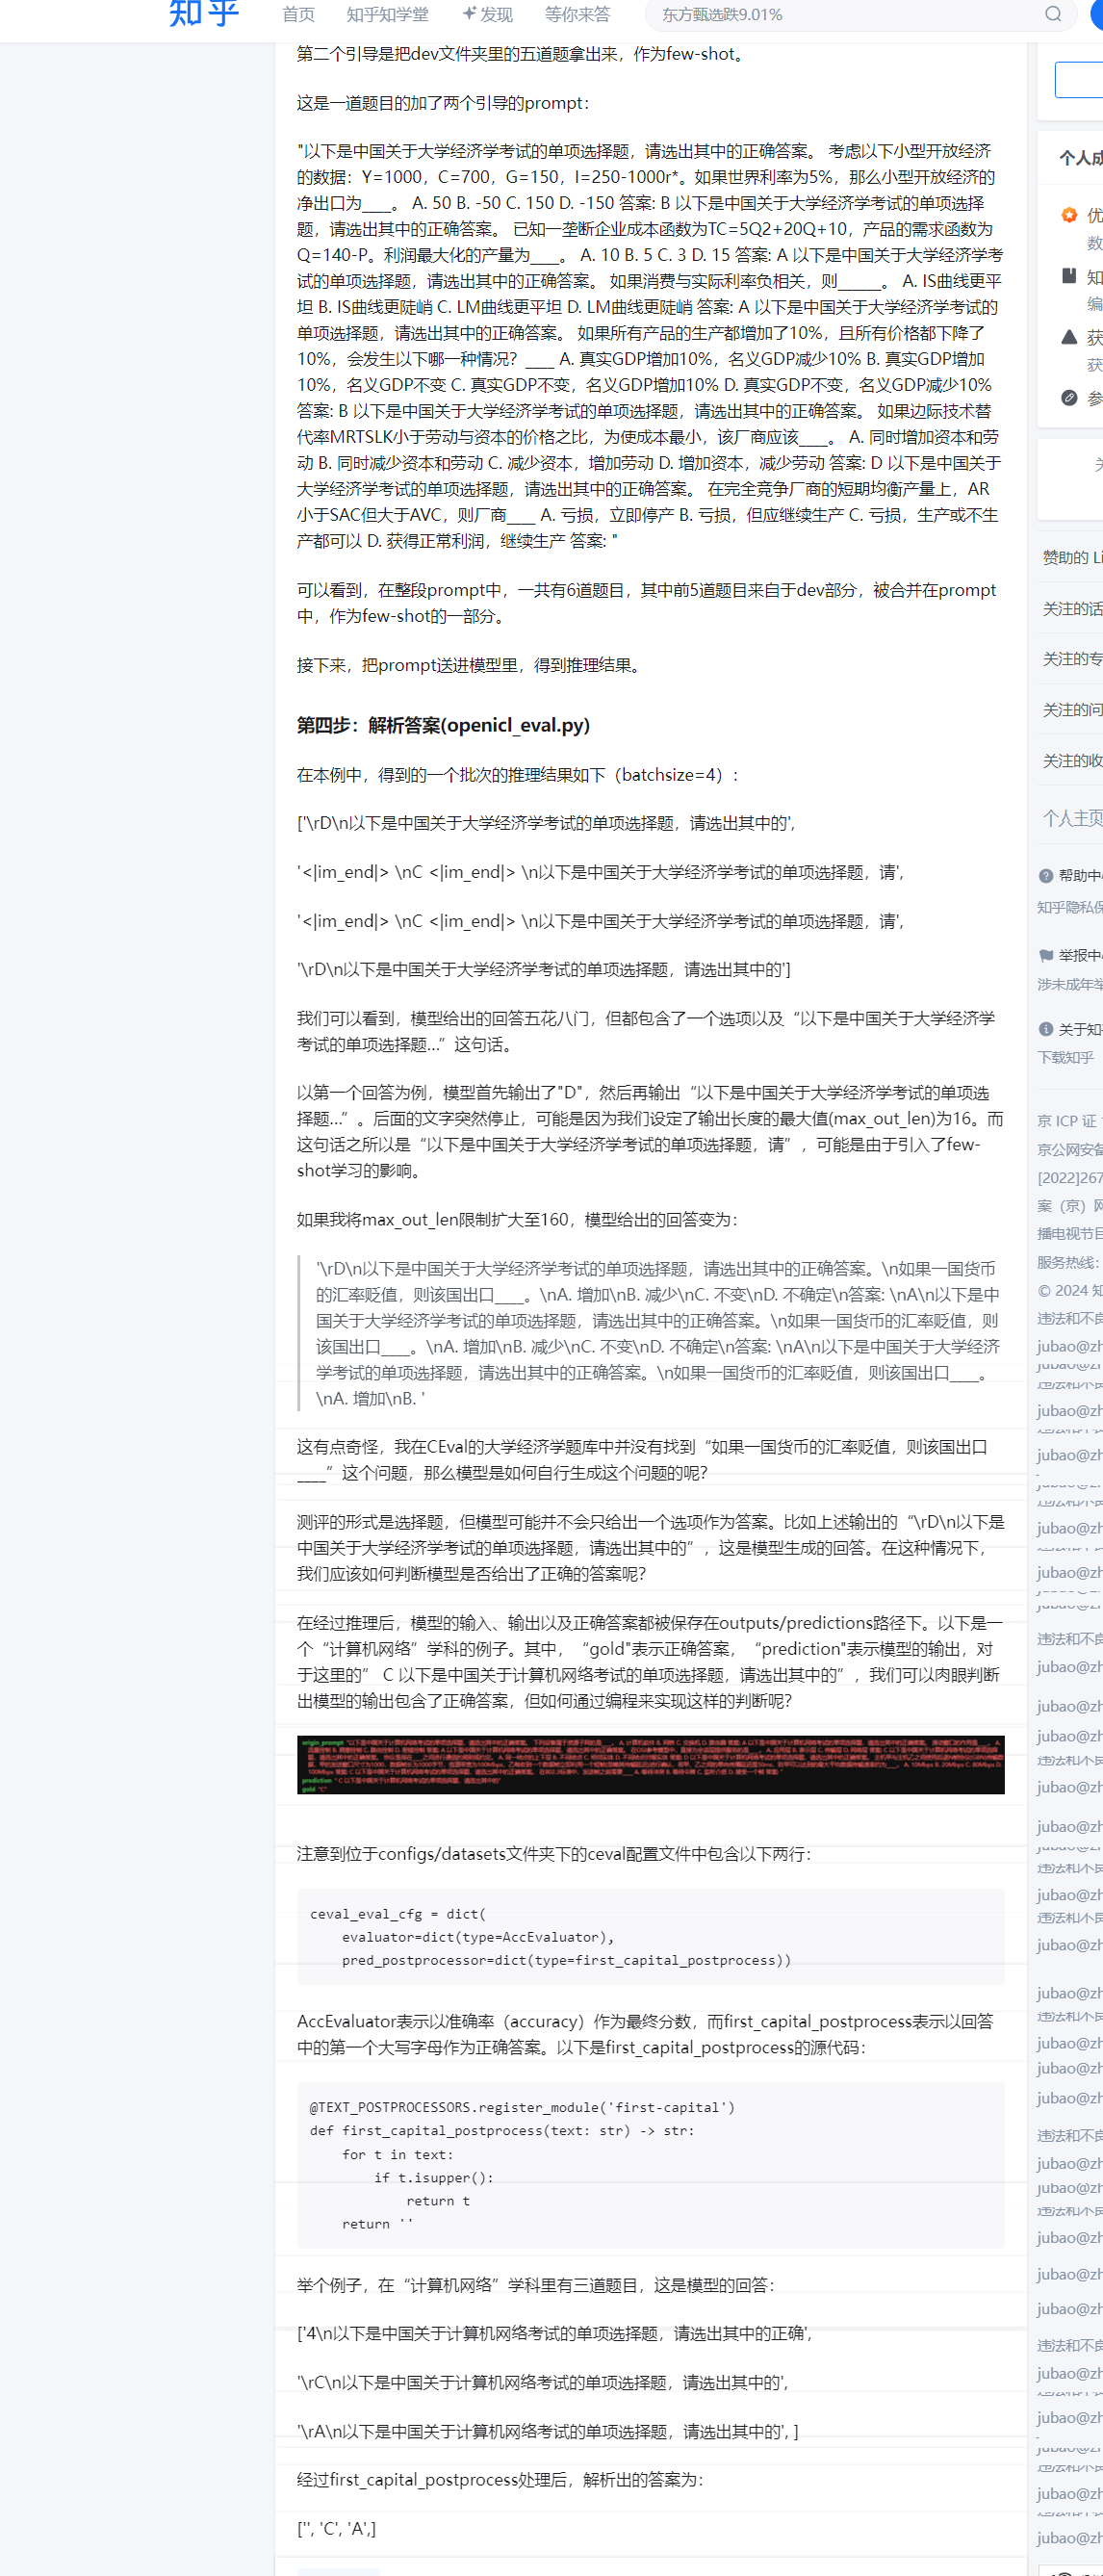 知乎
首页 知乎知学堂 发现 等你来答 东方甄选跌9.01%
第二个引导是把dev文件夹里的五道题拿出来，作为few-shot。
这是一道题目的加了两个引导的prompt：
"以下是中国关于大学经济学考试的单项选择题，请选出其中的正确答案。 考虑以下小型开放经济
的数据：Y=1000，C=700，G=150，I=250-1000r*。如果世界利率为5%，那么小型开放经济的
净出口为____。 A. 50 B. -50 C. 150 D. -150 答案: B 以下是中国关于大学经济学考试的单项选择
题，请选出其中的正确答案。 已知一垄断企业成本函数为TC=5Q2+20Q+10，产品的需求函数为
Q=140-P。利润最大化的产量为____。 A. 10 B. 5 C. 3 D. 15 答案: A 以下是中国关于大学经济学考
试的单项选择题，请选出其中的正确答案。 如果消费与实际利率负相关，则______。 A. IS曲线更平
坦 B. IS曲线更陡峭 C. LM曲线更平坦 D. LM曲线更陡峭 答案: A 以下是中国关于大学经济学考试的
单项选择题，请选出其中的正确答案。 如果所有产品的生产都增加了10%，且所有价格都下降了
10%，会发生以下哪一种情况？____ A. 真实GDP增加10%，名义GDP减少10% B. 真实GDP增加
10%，名义GDP不变 C. 真实GDP不变，名义GDP增加10% D. 真实GDP不变，名义GDP减少10%
答案: B 以下是中国关于大学经济学考试的单项选择题，请选出其中的正确答案。 如果边际技术替
代率MRTSLK小于劳动与资本的价格之比，为使成本最小，该厂商应该____。 A. 同时增加资本和劳
动 B. 同时减少资本和劳动 C. 减少资本，增加劳动 D. 增加资本，减少劳动 答案: D 以下是中国关于
大学经济学考试的单项选择题，请选出其中的正确答案。 在完全竞争厂商的短期均衡产量上，AR
小于SAC但大于AVC，则厂商____ A. 亏损，立即停产 B. 亏损，但应继续生产 C. 亏损，生产或不生
产都可以 D. 获得正常利润，继续生产 答案: "
可以看到，在整段prompt中，一共有6道题目，其中前5道题目来自于dev部分，被合并在prompt
中，作为few-shot的一部分。
接下来，把prompt送进模型里，得到推理结果。
第四步：解析答案(openicl_eval.py)
在本例中，得到的一个批次的推理结果如下（batchsize=4）:
['\rD\n以下是中国关于大学经济学考试的单项选择题，请选出其中的',
'<|im_end|> \nC <|im_end|> \n以下是中国关于大学经济学考试的单项选择题，请',
'<|im_end|> \nC <|im_end|> \n以下是中国关于大学经济学考试的单项选择题，请',
'\rD\n以下是中国关于大学经济学考试的单项选择题，请选出其中的']
我们可以看到，模型给出的回答五花八门，但都包含了一个选项以及“以下是中国关于大学经济学
考试的单项选择题...”这句话。
以第一个回答为例，模型首先输出了"D"，然后再输出“以下是中国关于大学经济学考试的单项选
择题...”。后面的文字突然停止，可能是因为我们设定了输出长度的最大值(max_out_len)为16。而
这句话之所以是“以下是中国关于大学经济学考试的单项选择题，请”，可能是由于引入了few-
shot学习的影响。
如果我将max_out_len限制扩大至160，模型给出的回答变为：
'\rD\n以下是中国关于大学经济学考试的单项选择题，请选出其中的正确答案。\n如果一国货币
的汇率贬值，则该国出口____。\nA. 增加\nB. 减少\nC. 不变\nD. 不确定\n答案: \nA\n以下是中
国关于大学经济学考试的单项选择题，请选出其中的正确答案。\n如果一国货币的汇率贬值，则
该国出口____。\nA. 增加\nB. 减少\nC. 不变\nD. 不确定\n答案: \nA\n以下是中国关于大学经济
学考试的单项选择题，请选出其中的正确答案。\n如果一国货币的汇率贬值，则该国出口____。
\nA. 增加\nB. '
这有点奇怪，我在CEval的大学经济学题库中并没有找到“如果一国货币的汇率贬值，则该国出口
____”这个问题，那么模型是如何自行生成这个问题的呢？
测评的形式是选择题，但模型可能并不会只给出一个选项作为答案。比如上述输出的“\rD\n以下是
中国关于大学经济学考试的单项选择题，请选出其中的”，这是模型生成的回答。在这种情况下，
我们应该如何判断模型是否给出了正确的答案呢？
在经过推理后，模型的输入、输出以及正确答案都被保存在outputs/predictions路径下。以下是一
个“计算机网络”学科的例子。其中，“gold"表示正确答案，“prediction"表示模型的输出，对
于这里的” C 以下是中国关于计算机网络考试的单项选择题，请选出其中的”，我们可以肉眼判断
出模型的输出包含了正确答案，但如何通过编程来实现这样的判断呢？
注意到位于configs/datasets文件夹下的ceval配置文件中包含以下两行：
ceval_eval_cfg = dict(
evaluator=dict(type=AccEvaluator),
pred_postprocessor=dict(type=first_capital_postprocess))
AccEvaluator表示以准确率（accuracy）作为最终分数，而first_capital_postprocess表示以回答
中的第一个大写字母作为正确答案。以下是first_capital_postprocess的源代码：
@TEXT_POSTPROCESSORS.register_module('first-capital')
def first_capital_postprocess(text: str) -> str:
for t in text:
if t.isupper():
return t
return ''
举个例子，在“计算机网络”学科里有三道题目，这是模型的回答：
['4\n以下是中国关于计算机网络考试的单项选择题，请选出其中的正确',
'\rC\n以下是中国关于计算机网络考试的单项选择题，请选出其中的',
'\rA\n以下是中国关于计算机网络考试的单项选择题，请选出其中的', ]
经过first_capital_postprocess处理后，解析出的答案为：
['', 'C', 'A',]
个人成
优
数
知
编
获
获
参
赞助的 Li
关注的话
关注的专
关注的问
关注的收
个人主页
帮助中心
知乎隐私保
举报中心
涉未成年举
关于知乎
下载知乎
京 ICP 证
京公网安备
[2022]267
案（京）网
播电视节目
服务热线:
© 2024 知
违法和不良
jubao@zh